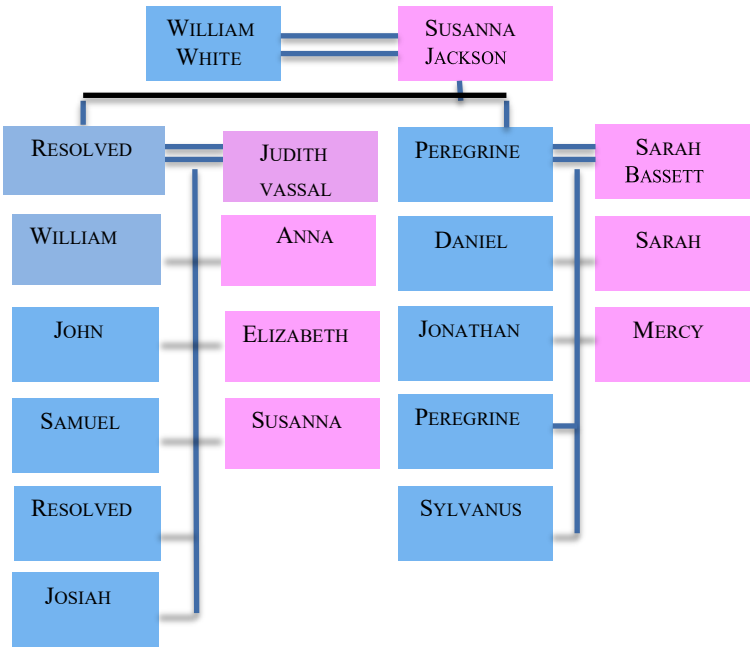 WILLIAM
WHITE
SUSANNA
JACKSON
RESOLVED
JUDITH
VASSAL
PEREGRINE
SARAH
BASSETT
WILLIAM
ANNA
DANIEL
SARAH
JOHN
ELIZABETH
JONATHAN
MERCY
SAMUEL
SUSANNA
PEREGRINE
RESOLVED
SYLVANUS
JOSIAH